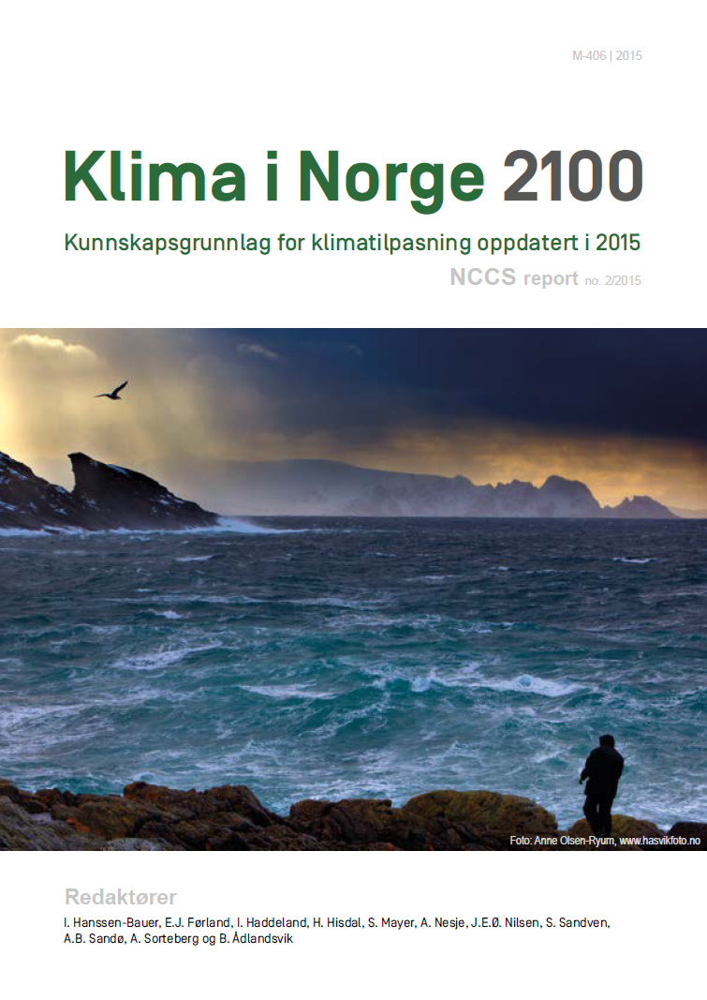 M-406 | 2015
Klima i Norge 2100
Kunnskapsgrunnlag for klimatilpasning oppdatert i 2015
NCCS report no. 2/2015
Foto: Anne Olsen-Ryum, www.hasvikfoto.no
Redaktører
I. Hanssen-Bauer, E.J. Førland, I. Haddeland, H. Hisdal, S. Mayer, A. Nesje, J.E.Ø. Nilsen, S. Sandven,
A.B. Sandø, A. Sorteberg og B. Ådlandsvik